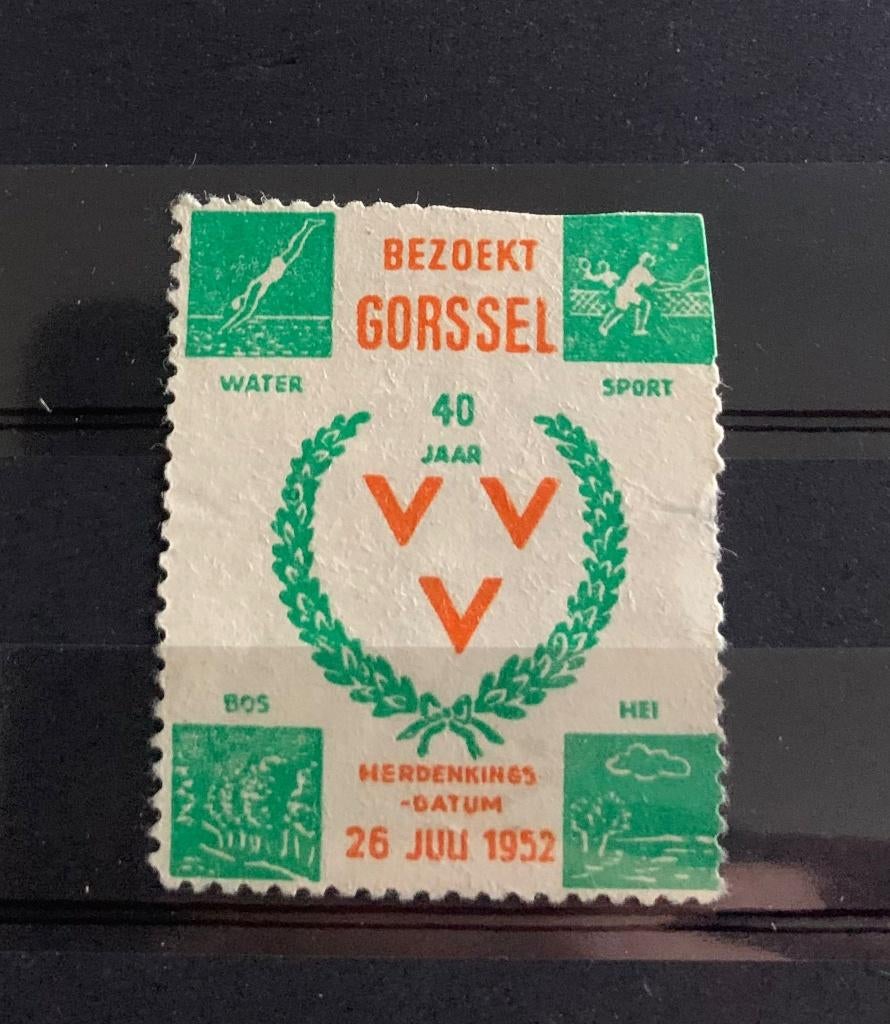 BEZOEKT
GORSSEL
WATER
SPORT
40
JAAR
V V
V
BOS
HEI
HERDENKINGS
-DATUM
26 JULI 1952